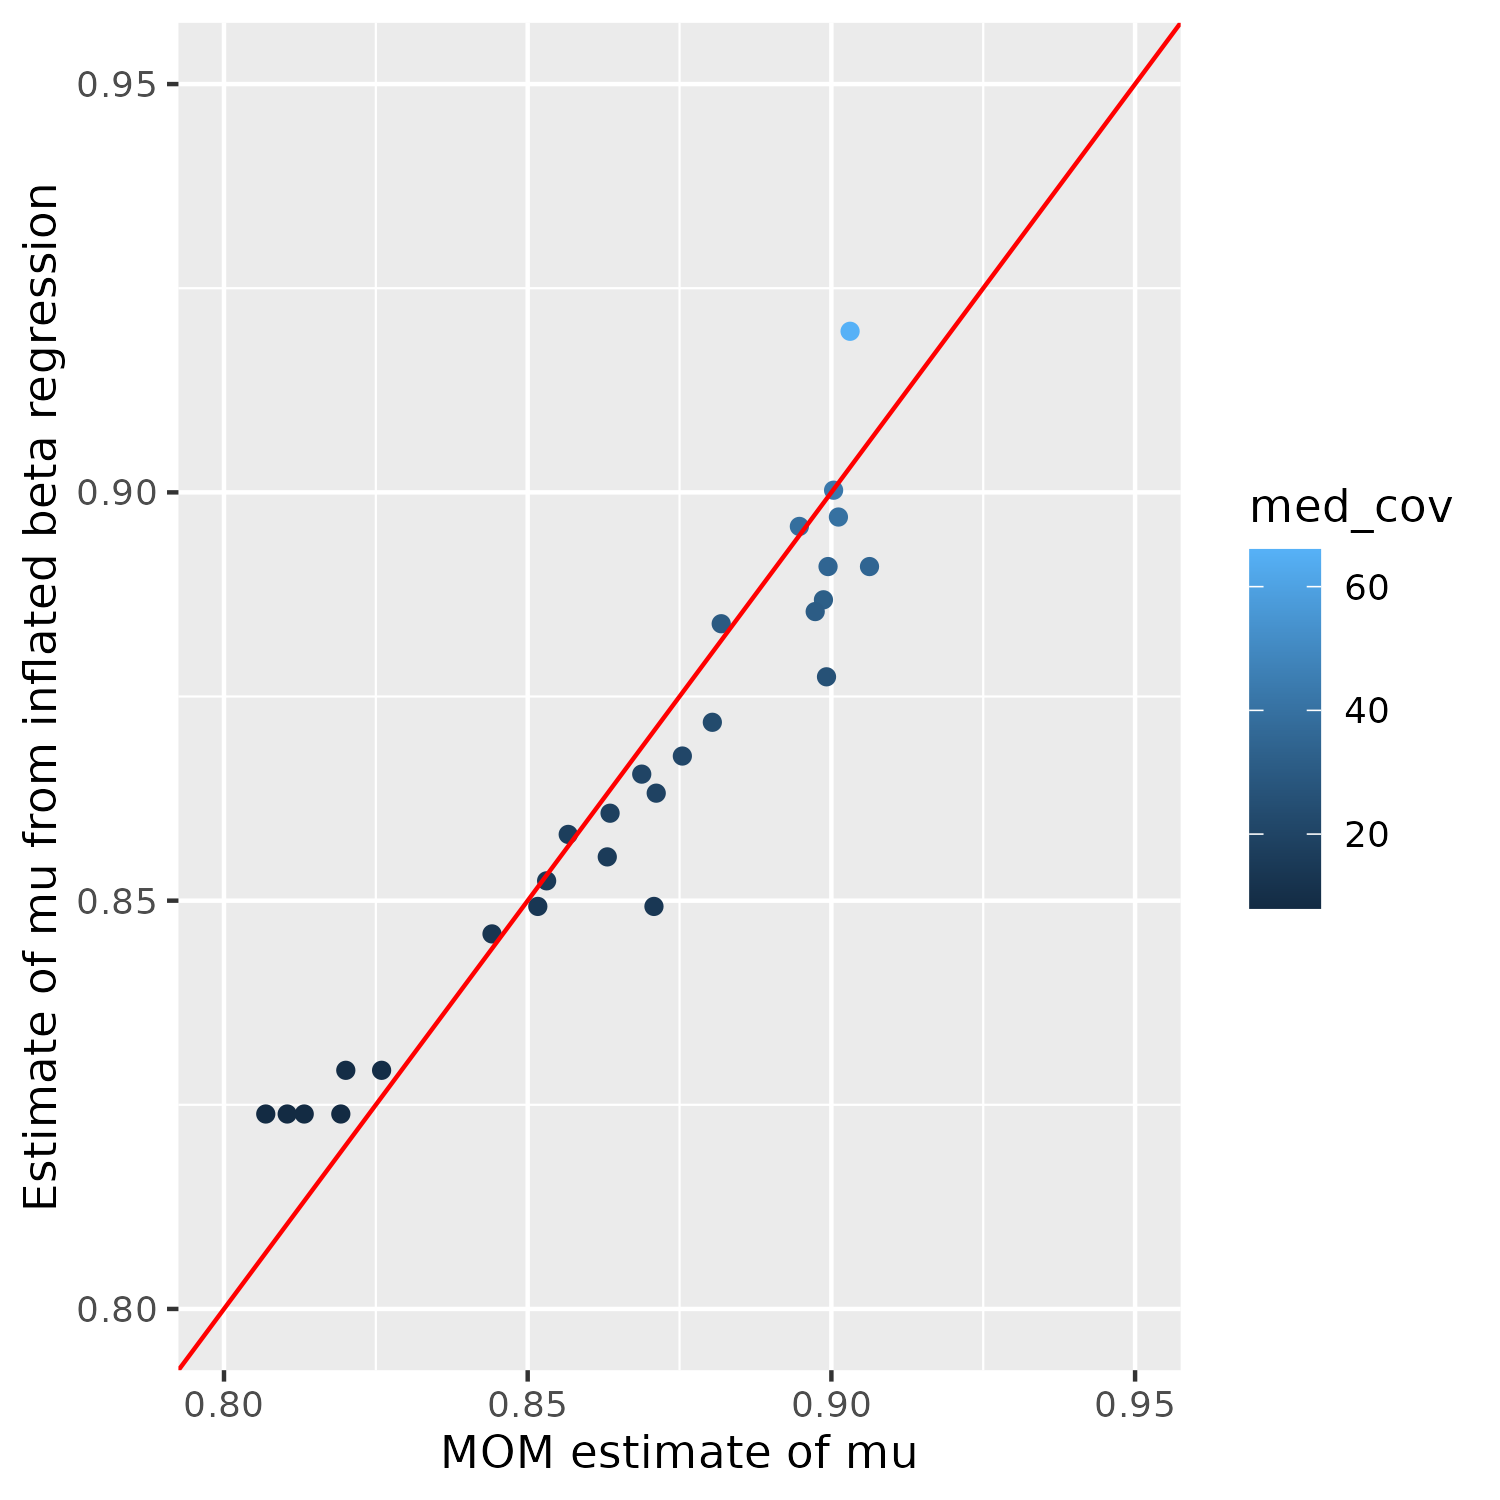 Estimate of mu from inflated beta regression
0.95
0.90
0.85
0.80
0.80 0.85 0.90 0.95
MOM estimate of mu
med_cov
60
40
20